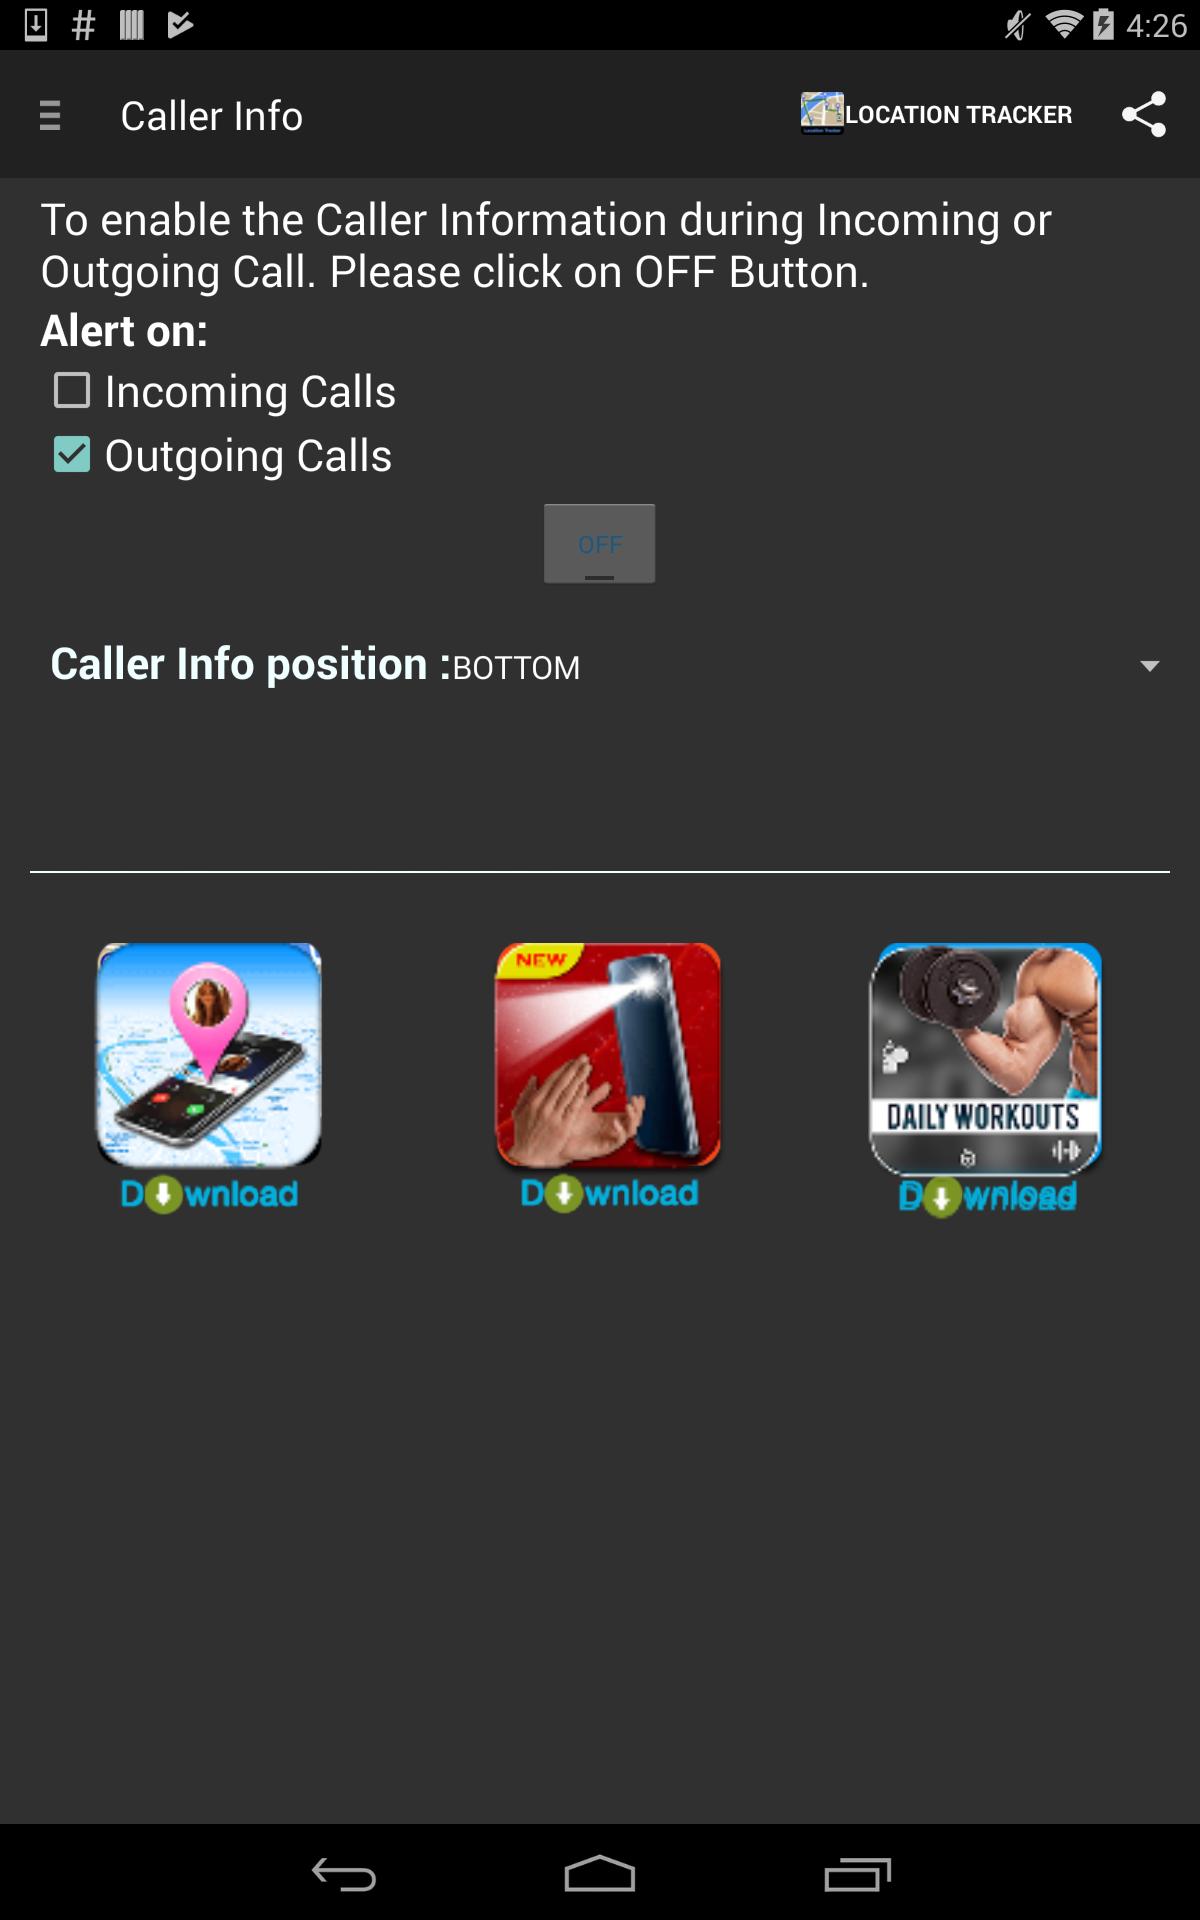 4:26
Caller Info
LOCATION TRACKER
To enable the Caller Information during Incoming or
Outgoing Call. Please click on OFF Button.
Alert on:
Incoming Calls
Outgoing Calls
OFF
Caller Info position :BOTTOM
NEW
DAILY WORKOUTS
Download
Download
Download